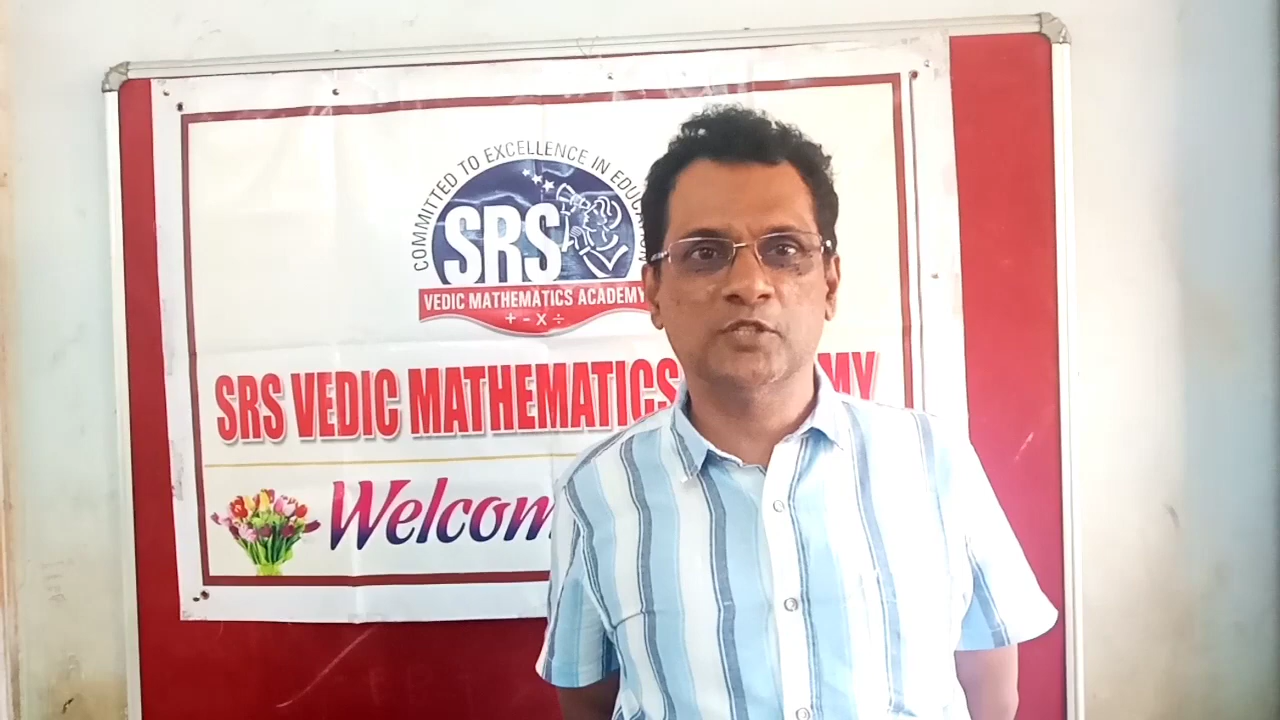 COMMITTED TO EXCELLENCE IN EDUCATION
SRS
VEDIC MATHEMATICS ACADEMY
+ - x ÷
SRS VEDIC MATHEMATICS
MY
Welcom